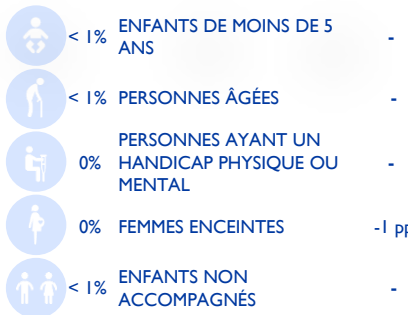 < 1% ENFANTS DE MOINS DE 5 ANS -
< 1% PERSONNES ÂGÉES -
0% PERSONNES AYANT UN HANDICAP PHYSIQUE OU MENTAL -
0% FEMMES ENCEINTES -1 pp
< 1% ENFANTS NON ACCOMPAGNÉS -